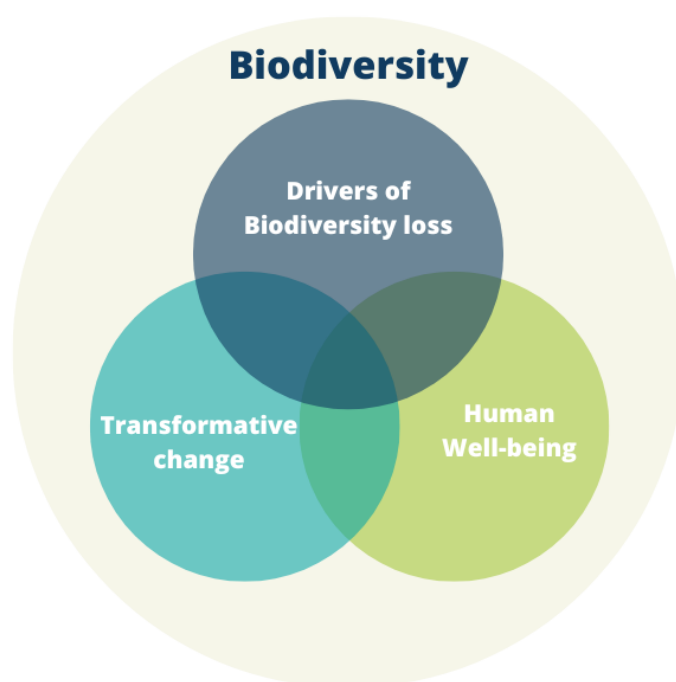 Biodiversity
Drivers of
Biodiversity loss
Transformative
change
Human
Well-being